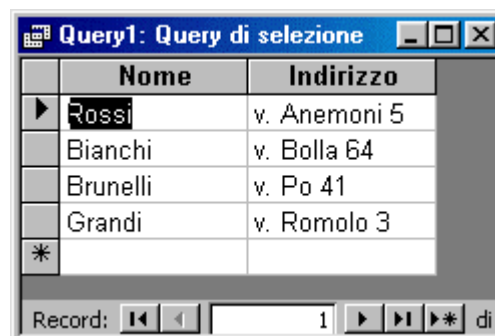 Query1: Query di selezione
Nome Indirizzo
Rossi v. Anemoni 5
Bianchi v. Bolla 64
Brunelli v. Po 41
Grandi v. Romolo 3
Record: 1 di